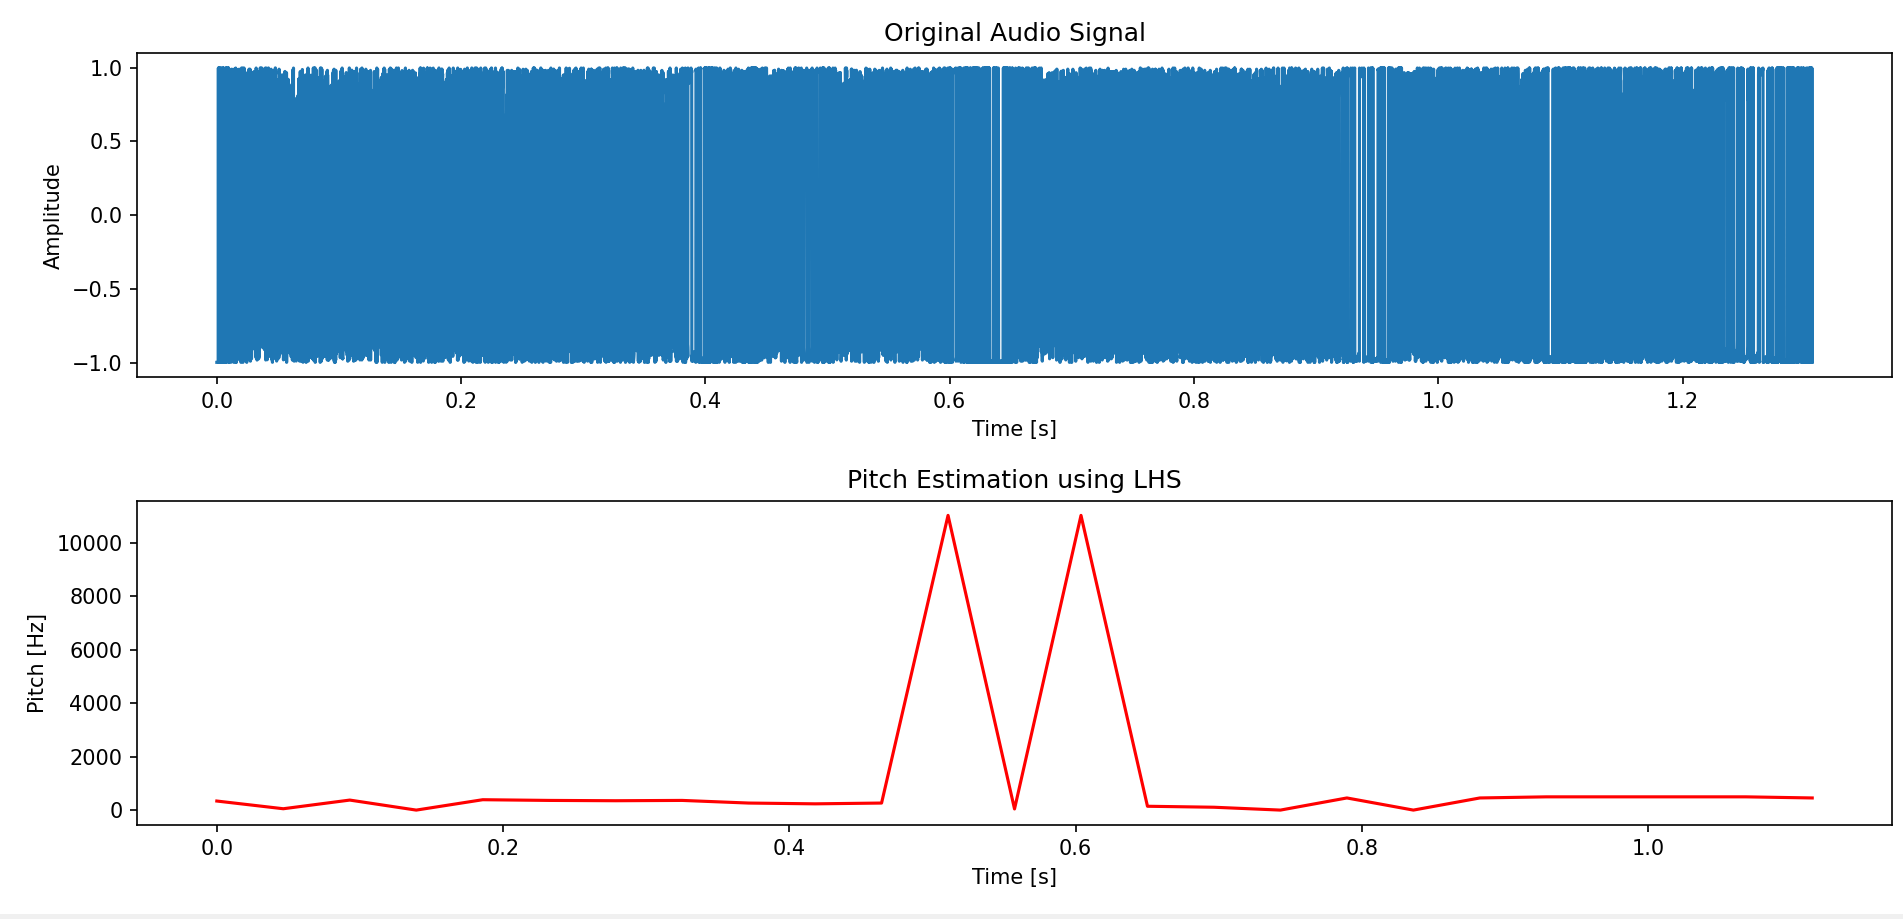 Original Audio Signal
1.0
0.5
0.0
−0.5
−1.0
Amplitude
0.0 0.2 0.4 0.6 0.8 1.0 1.2
Time [s]
Pitch Estimation using LHS
10000
8000
6000
4000
2000
0
Pitch [Hz]
0.0 0.2 0.4 0.6 0.8 1.0
Time [s]